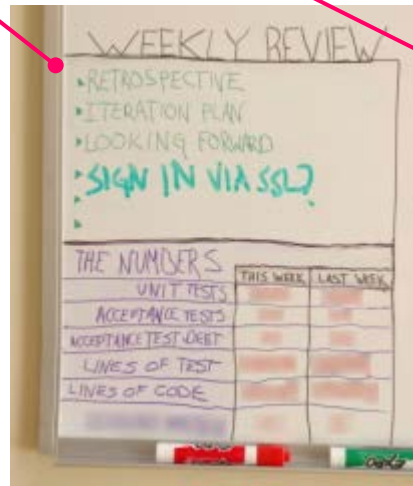 WEEKLY REVIEW
•RETROSPECTIVE
•ITERATION PLAN
•LOOKING FORWARD
•SIGN IN VIA SSL?
•
•
THE NUMBERS
THIS WEEK LAST WEEK
UNIT TESTS
ACCEPTANCE TESTS
ACCEPTANCE TEST DEBT
LINES OF TEST
LINES OF CODE